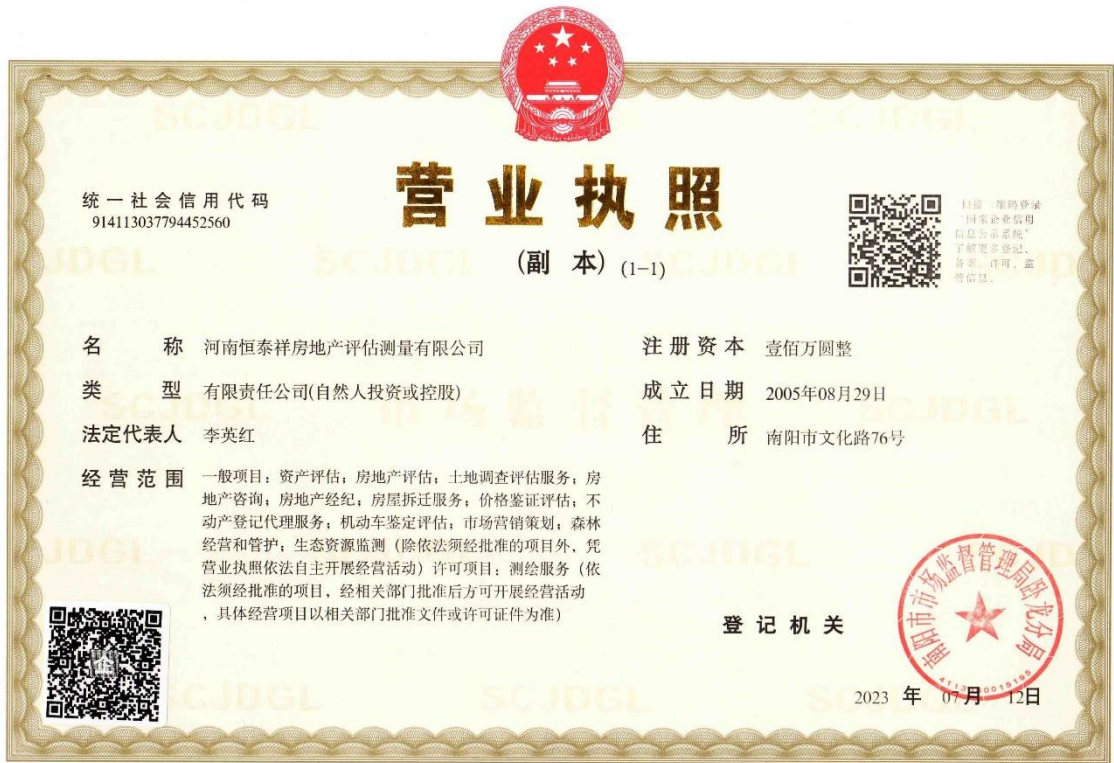 营业执照
(副 本) (1-1)
统一社会信用代码
914113037794452560
扫描二维码登录
“国家企业信用
信息公示系统”
了解更多登记、
备案、许可、监
管信息。
名 称 河南恒泰祥房地产评估测量有限公司
类 型 有限责任公司(自然人投资或控股)
法定代表人 李英红
经营范围 一般项目：资产评估；房地产评估；土地调查评估服务；房
地产咨询；房地产经纪；房屋拆迁服务；价格鉴证评估；不
动产登记代理服务；机动车鉴定评估；市场营销策划；森林
经营和管护；生态资源监测（除依法须经批准的项目外，凭
营业执照依法自主开展经营活动）许可项目：测绘服务（依
法须经批准的项目，经相关部门批准后方可开展经营活动
，具体经营项目以相关部门批准文件或许可证件为准）
注册资本 壹佰万圆整
成立日期 2005年08月29日
住 所 南阳市文化路76号
登记机关
南阳市市场监督管理局卧龙分局
2023 年 07月 12日
SCJDGL
市场监督管理
企